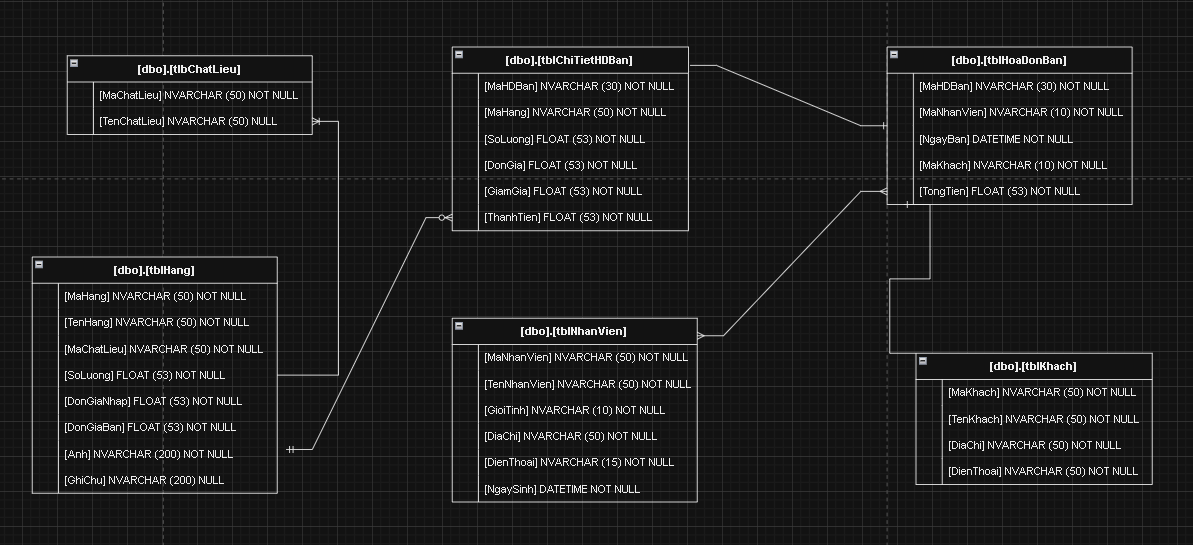 [dbo].[tlbChatLieu]
[MaChatLieu] NVARCHAR (50) NOT NULL
[TenChatLieu] NVARCHAR (50) NULL
[dbo].[tblChiTietHDBan]
[MaHDBan] NVARCHAR (30) NOT NULL
[MaHang] NVARCHAR (50) NOT NULL
[SoLuong] FLOAT (53) NOT NULL
[DonGia] FLOAT (53) NOT NULL
[GiamGia] FLOAT (53) NOT NULL
[ThanhTien] FLOAT (53) NOT NULL
[dbo].[tblHoaDonBan]
[MaHDBan] NVARCHAR (30) NOT NULL
[MaNhanVien] NVARCHAR (10) NOT NULL
[NgayBan] DATETIME NOT NULL
[MaKhach] NVARCHAR (10) NOT NULL
[TongTien] FLOAT (53) NOT NULL
[dbo].[tblHang]
[MaHang] NVARCHAR (50) NOT NULL
[TenHang] NVARCHAR (50) NOT NULL
[MaChatLieu] NVARCHAR (50) NOT NULL
[SoLuong] FLOAT (53) NOT NULL
[DonGiaNhap] FLOAT (53) NOT NULL
[DonGiaBan] FLOAT (53) NOT NULL
[Anh] NVARCHAR (200) NOT NULL
[GhiChu] NVARCHAR (200) NULL
[dbo].[tblNhanVien]
[MaNhanVien] NVARCHAR (50) NOT NULL
[TenNhanVien] NVARCHAR (50) NOT NULL
[GioiTinh] NVARCHAR (10) NOT NULL
[DiaChi] NVARCHAR (50) NOT NULL
[DienThoai] NVARCHAR (15) NOT NULL
[NgaySinh] DATETIME NOT NULL
[dbo].[tblKhach]
[MaKhach] NVARCHAR (50) NOT NULL
[TenKhach] NVARCHAR (50) NOT NULL
[DiaChi] NVARCHAR (50) NOT NULL
[DienThoai] NVARCHAR (50) NOT NULL